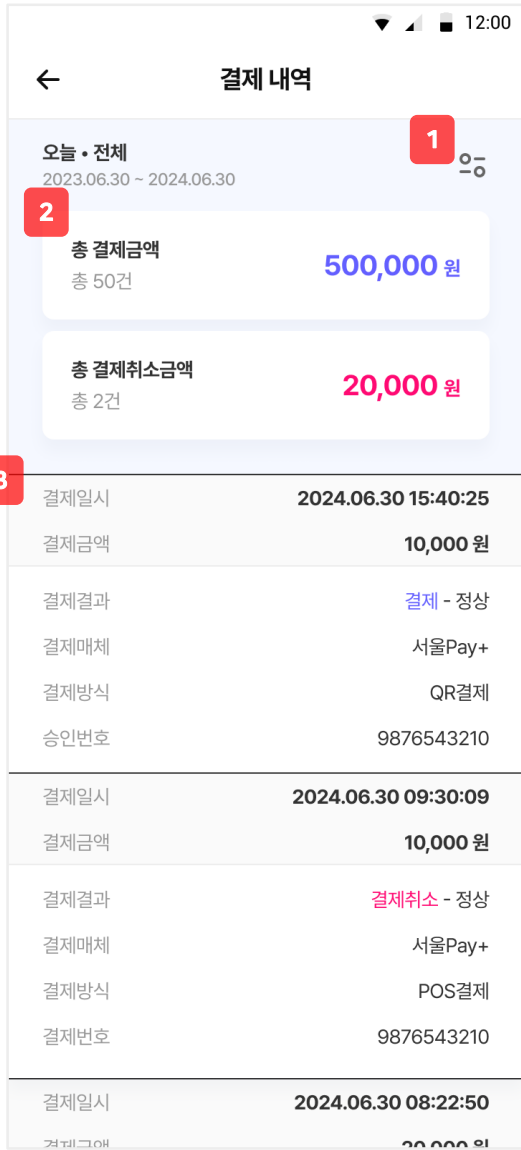 12:00
결제 내역
1
오늘 • 전체
2023.06.30 ~ 2024.06.30
2
총 결제금액
500,000 원
총 50건
총 결제취소금액
20,000 원
총 2건
3
결제일시 2024.06.30 15:40:25
결제금액 10,000 원
결제결과 결제 - 정상
결제매체 서울Pay+
결제방식 QR결제
승인번호 9876543210
결제일시 2024.06.30 09:30:09
결제금액 10,000 원
결제결과 결제취소 - 정상
결제매체 서울Pay+
결제방식 POS결제
결제번호 9876543210
결제일시 2024.06.30 08:22:50
결제금액 20,000 원